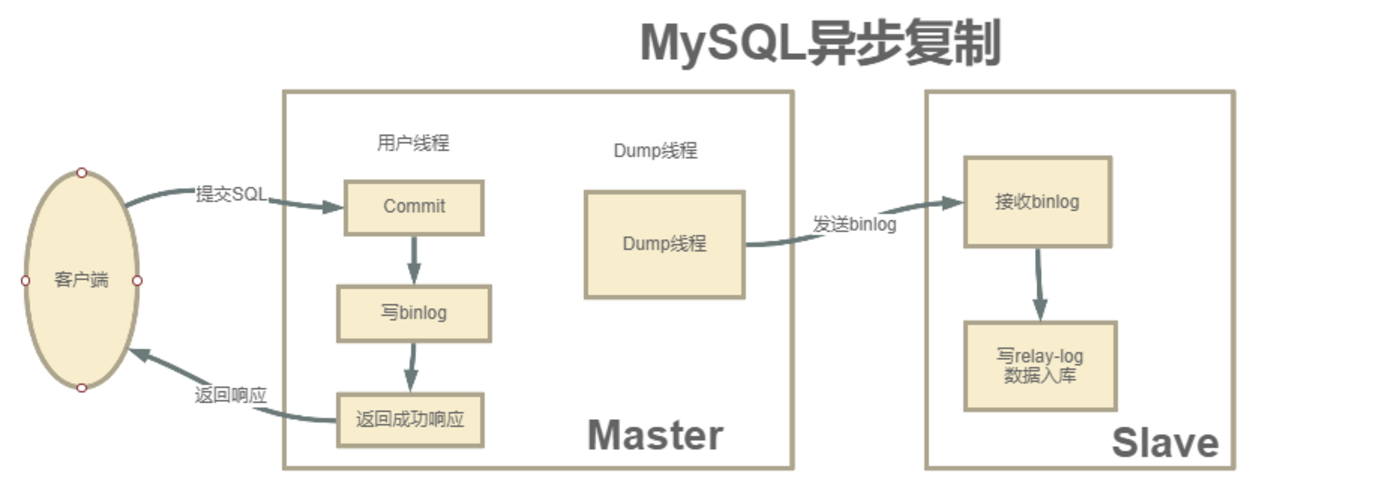 MySQL异步复制
用户线程
Dump线程
提交SQL
Commit
接收binlog
发送binlog
Dump线程
客户端
写binlog
写relay-log
数据入库
返回响应
返回成功响应
Master
Slave